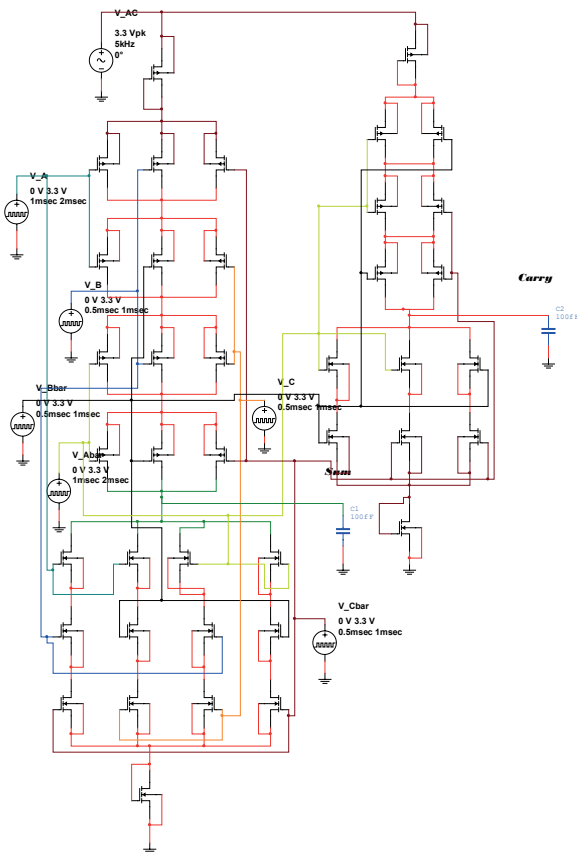 V_AC
3.3 Vpk
5kHz
0°
V_A
0 V 3.3 V
1msec 2msec
Carry
C2
100fF
V_B
0 V 3.3 V
0.5msec 1msec
V_Bbar
0 V 3.3 V
0.5msec 1msec
V_C
0 V 3.3 V
0.5msec 1msec
V_Abar
0 V 3.3 V
1msec 2msec
Sum
C1
100fF
V_Cbar
0 V 3.3 V
0.5msec 1msec